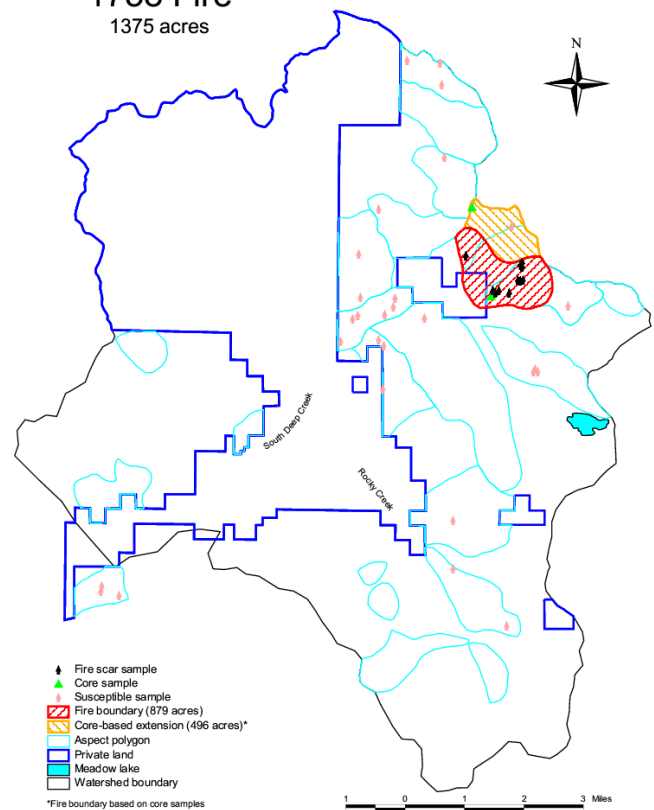 1375 acres
N
South Deep Creek
Rocky Creek
Fire scar sample
Core sample
Susceptible sample
Fire boundary (879 acres)
Core-based extension (496 acres)*
Aspect polygon
Private land
Meadow lake
Watershed boundary
*Fire boundary based on core samples
1 0 1 2 3 Miles